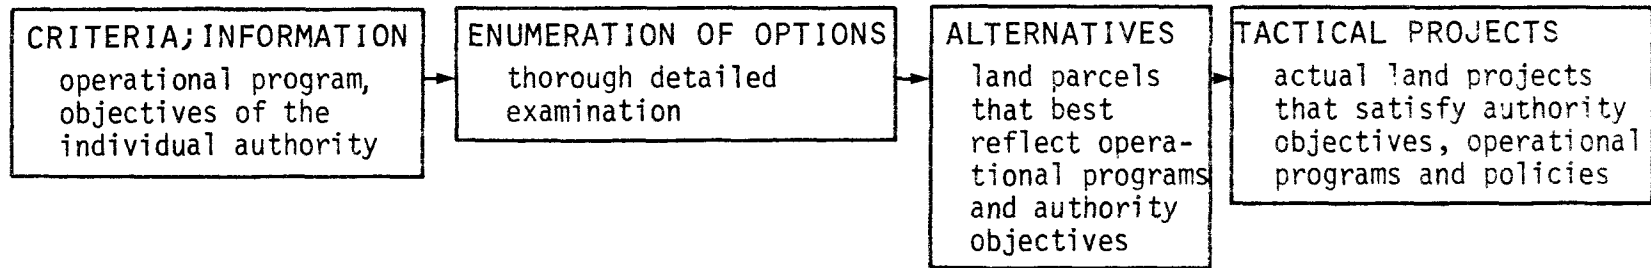 CRITERIA; INFORMATION
operational program,
objectives of the
individual authority
ENUMERATION OF OPTIONS
thorough detailed
examination
ALTERNATIVES
land parcels
that best
reflect opera-
tional programs
and authority
objectives
TACTICAL PROJECTS
actual land projects
that satisfy authority
objectives, operational
programs and policies